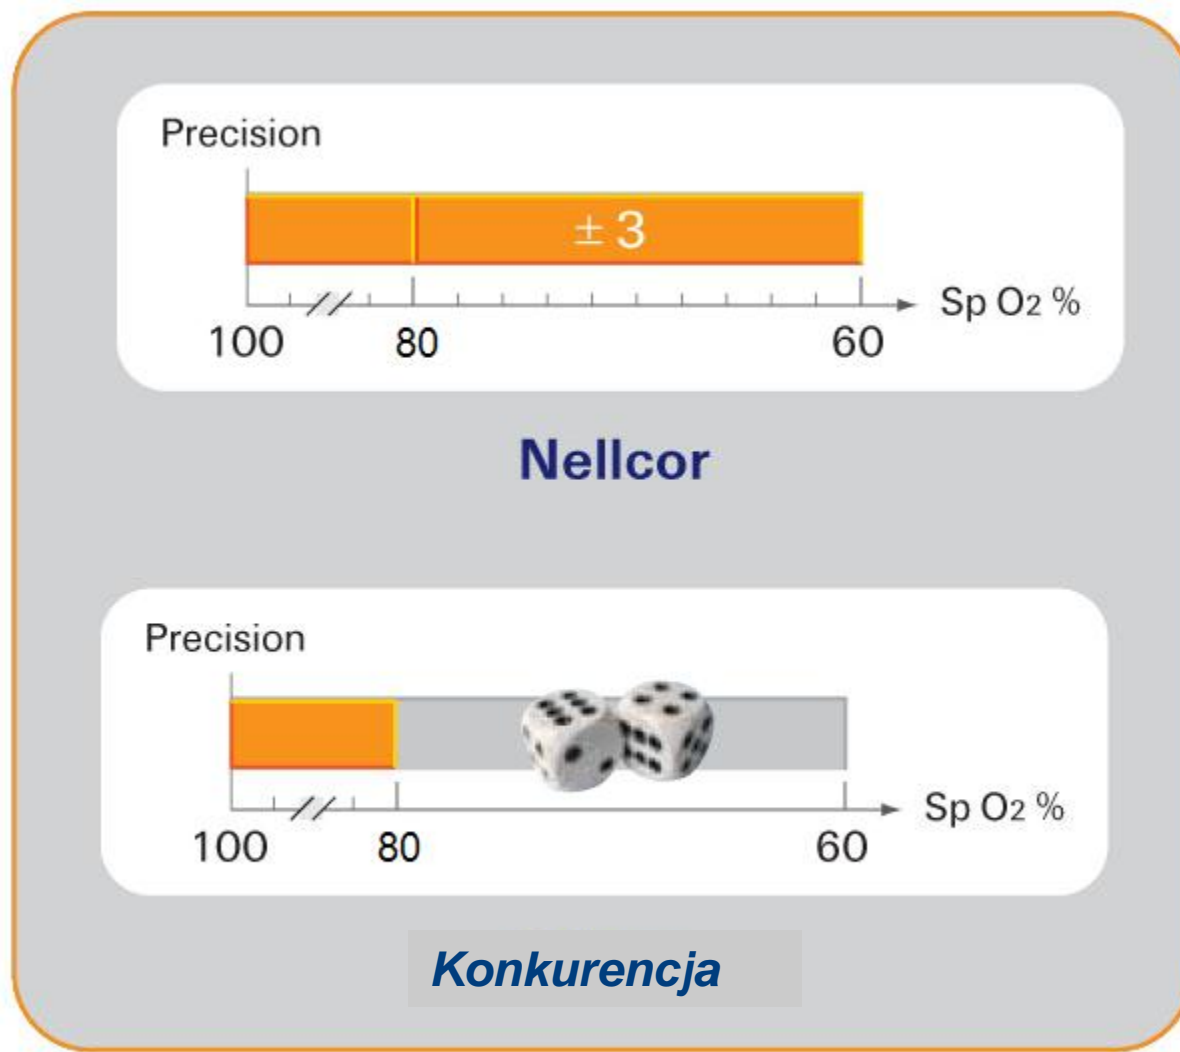 Precision
± 3
Sp O2 %
100 80 60
Nellcor
Precision
Sp O2 %
100 80 60
Konkurencja